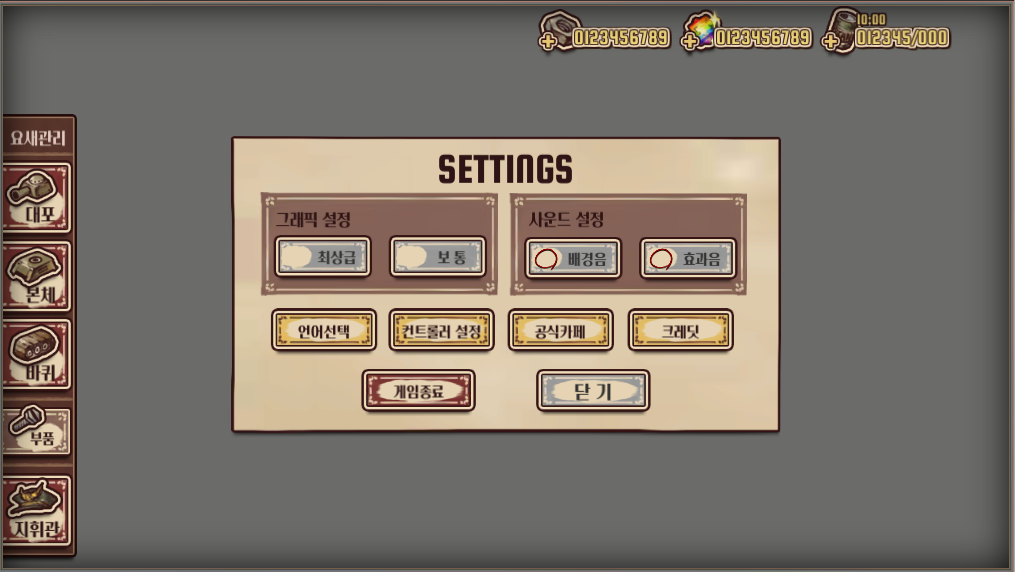 10:00
0123456789 0123456789 012345/000
요새관리
대포
본체
바퀴
부품
지휘관
SETTINGS
그래픽 설정
최상급 보통
사운드 설정
배경음 효과음
언어선택 컨트롤러 설정 공식카페 크레딧
게임종료 닫기